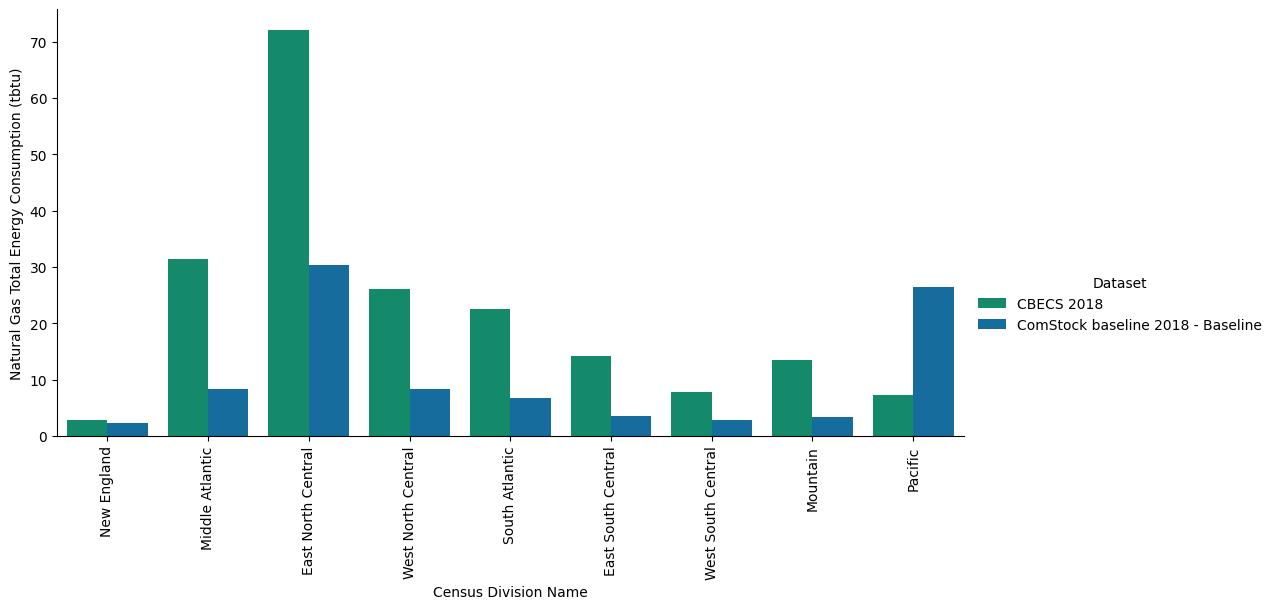 Natural Gas Total Energy Consumption (tbtu)
70
60
50
40
30
20
10
0
New England
Middle Atlantic
East North Central
West North Central
South Atlantic
East South Central
West South Central
Mountain
Pacific
Census Division Name
Dataset
CBECS 2018
ComStock baseline 2018 - Baseline